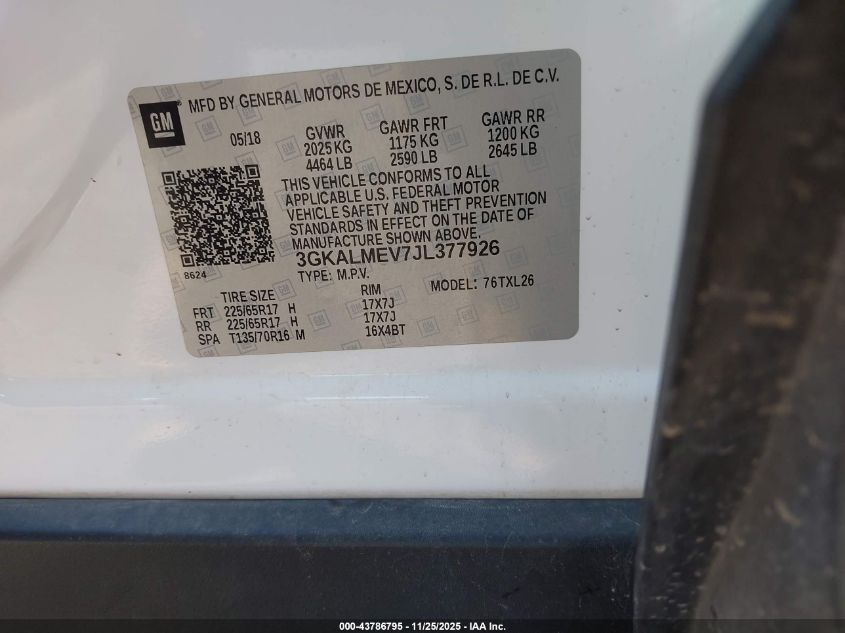 GM
MFD BY GENERAL MOTORS DE MEXICO, S. DE R.L. DE C.V.
05/18 GVWR GAWR FRT GAWR RR
2025 KG 1175 KG 1200 KG
4464 LB 2590 LB 2645 LB
THIS VEHICLE CONFORMS TO ALL
APPLICABLE U.S. FEDERAL MOTOR
VEHICLE SAFETY AND THEFT PREVENTION
STANDARDS IN EFFECT ON THE DATE OF
MANUFACTURE SHOWN ABOVE.
8624
3GKALMEV7JL377926
TYPE: M.P.V. MODEL: 76TXL26
TIRE SIZE RIM
FRT 225/65R17 H 17X7J
RR 225/65R17 H 17X7J
SPA T135/70R16 M 16X4BT
000-43786795 - 11/25/2025 - IAA Inc.